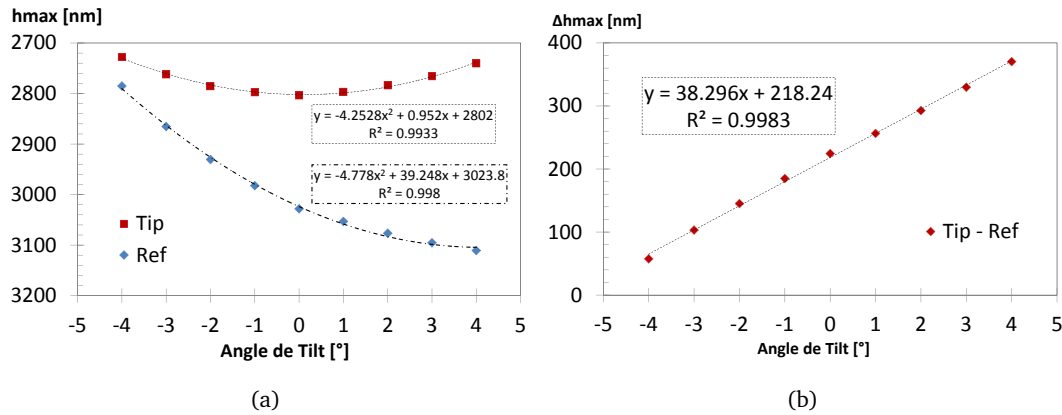 hmax [nm]
2700
2800
2900
3000
3100
3200
y = -4.2528x² + 0.952x + 2802
R² = 0.9933
y = -4.778x² + 39.248x + 3023.8
R² = 0.998
Tip
Ref
-5 -4 -3 -2 -1 0 1 2 3 4 5
Angle de Tilt [°]
(a)
Δhmax [nm]
400
300
200
100
0
y = 38.296x + 218.24
R² = 0.9983
Tip - Ref
-5 -4 -3 -2 -1 0 1 2 3 4 5
Angle de Tilt [°]
(b)